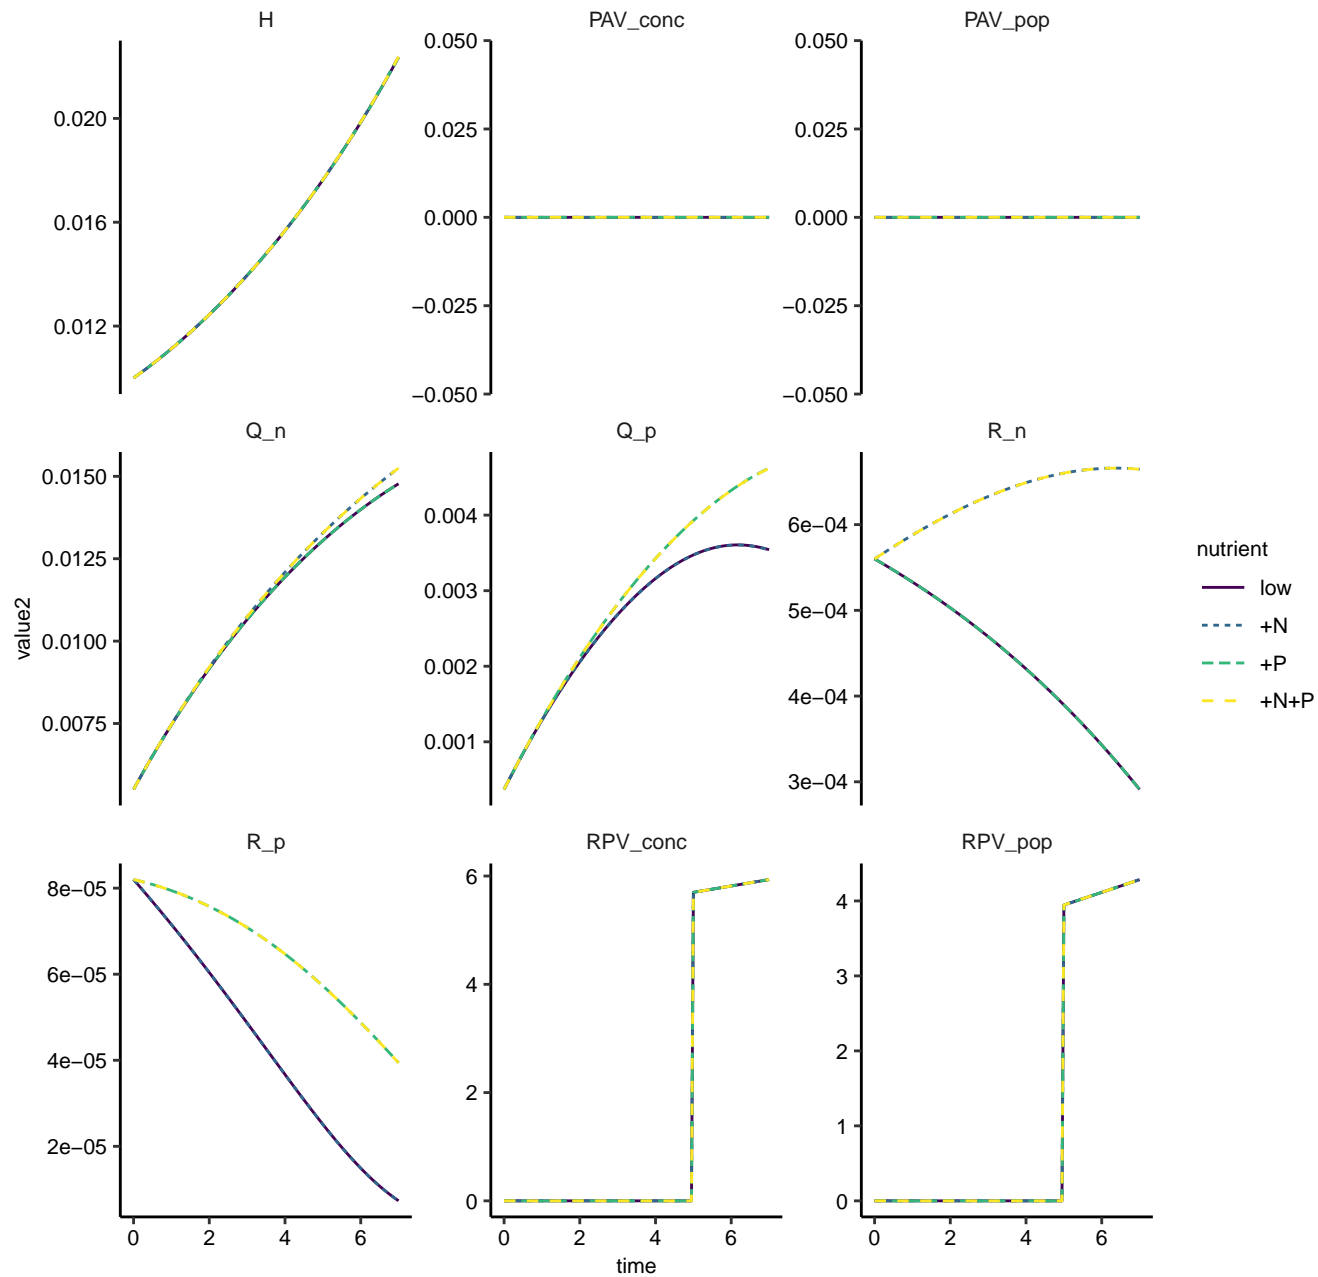 H
PAV_conc
PAV_pop
0.020
0.016
0.012
0.050
0.025
0.000
−0.025
−0.050
0.050
0.025
0.000
−0.025
−0.050
Q_n
Q_p
R_n
value2
0.0150
0.0125
0.0100
0.0075
0.004
0.003
0.002
0.001
6e−04
5e−04
4e−04
3e−04
nutrient
low
+N
+P
+N+P
R_p
RPV_conc
RPV_pop
8e−05
6e−05
4e−05
2e−05
6
4
2
0
4
3
2
1
0
0 2 4 6
0 2 4 6
0 2 4 6
time